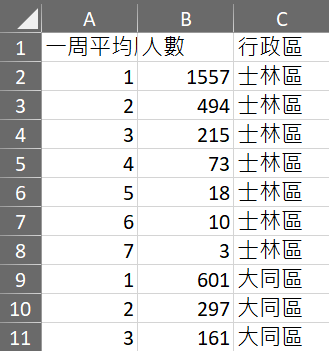 A B C
1 一周平均 人數 行政區
2 1 1557 士林區
3 2 494 士林區
4 3 215 士林區
5 4 73 士林區
6 5 18 士林區
7 6 10 士林區
8 7 3 士林區
9 1 601 大同區
10 2 297 大同區
11 3 161 大同區